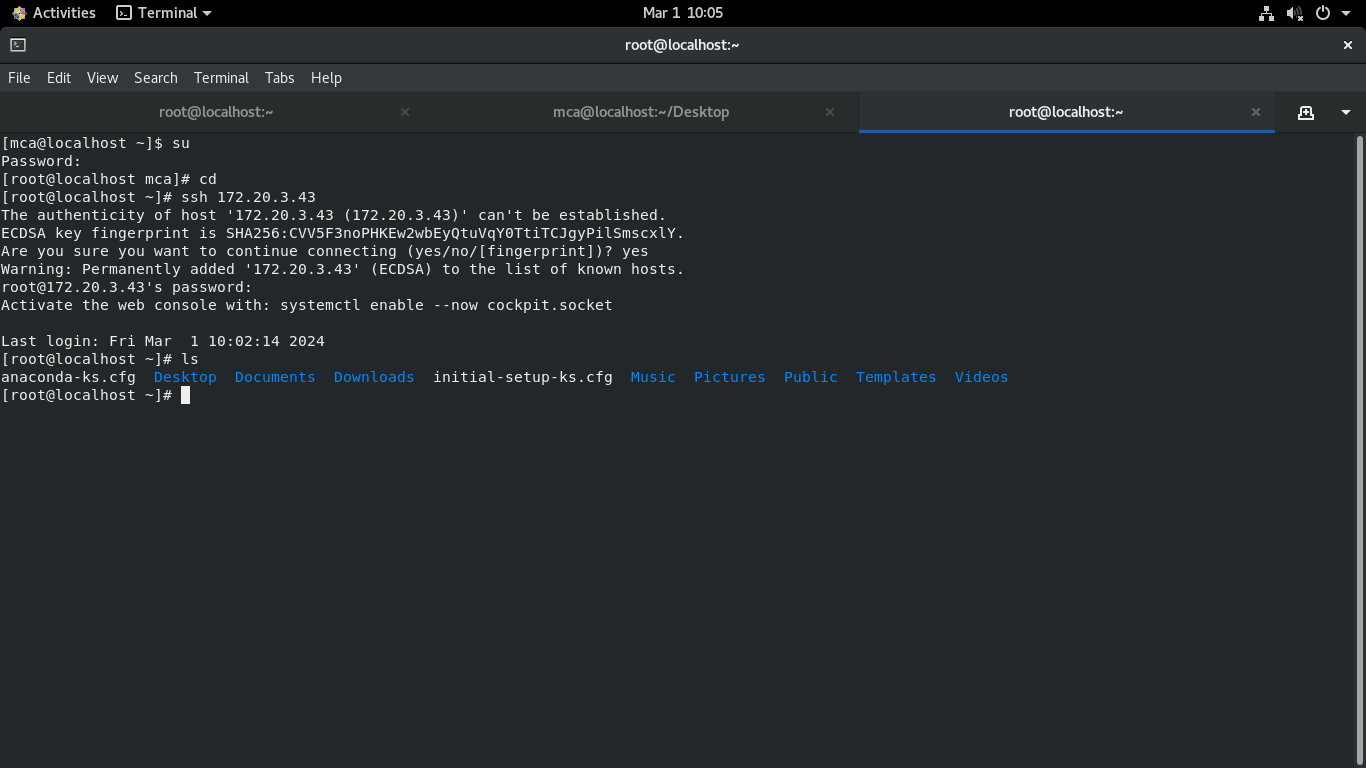 Activities Terminal Mar 1 10:05
root@localhost:~
File Edit View Search Terminal Tabs Help
root@localhost:~ mca@localhost:~/Desktop root@localhost:~
[mca@localhost ~]$ su
Password:
[root@localhost mca]# cd
[root@localhost ~]# ssh 172.20.3.43
The authenticity of host '172.20.3.43 (172.20.3.43)' can't be established.
ECDSA key fingerprint is SHA256:CVV5F3noPHKEw2wbEyQtuVqY0TtiTCJgyPilSmscxlY.
Are you sure you want to continue connecting (yes/no/[fingerprint])? yes
Warning: Permanently added '172.20.3.43' (ECDSA) to the list of known hosts.
root@172.20.3.43's password:
Activate the web console with: systemctl enable --now cockpit.socket
Last login: Fri Mar  1 10:02:14 2024
[root@localhost ~]# ls
anaconda-ks.cfg  Desktop  Documents  Downloads  initial-setup-ks.cfg  Music  Pictures  Public  Templates  Videos
[root@localhost ~]#